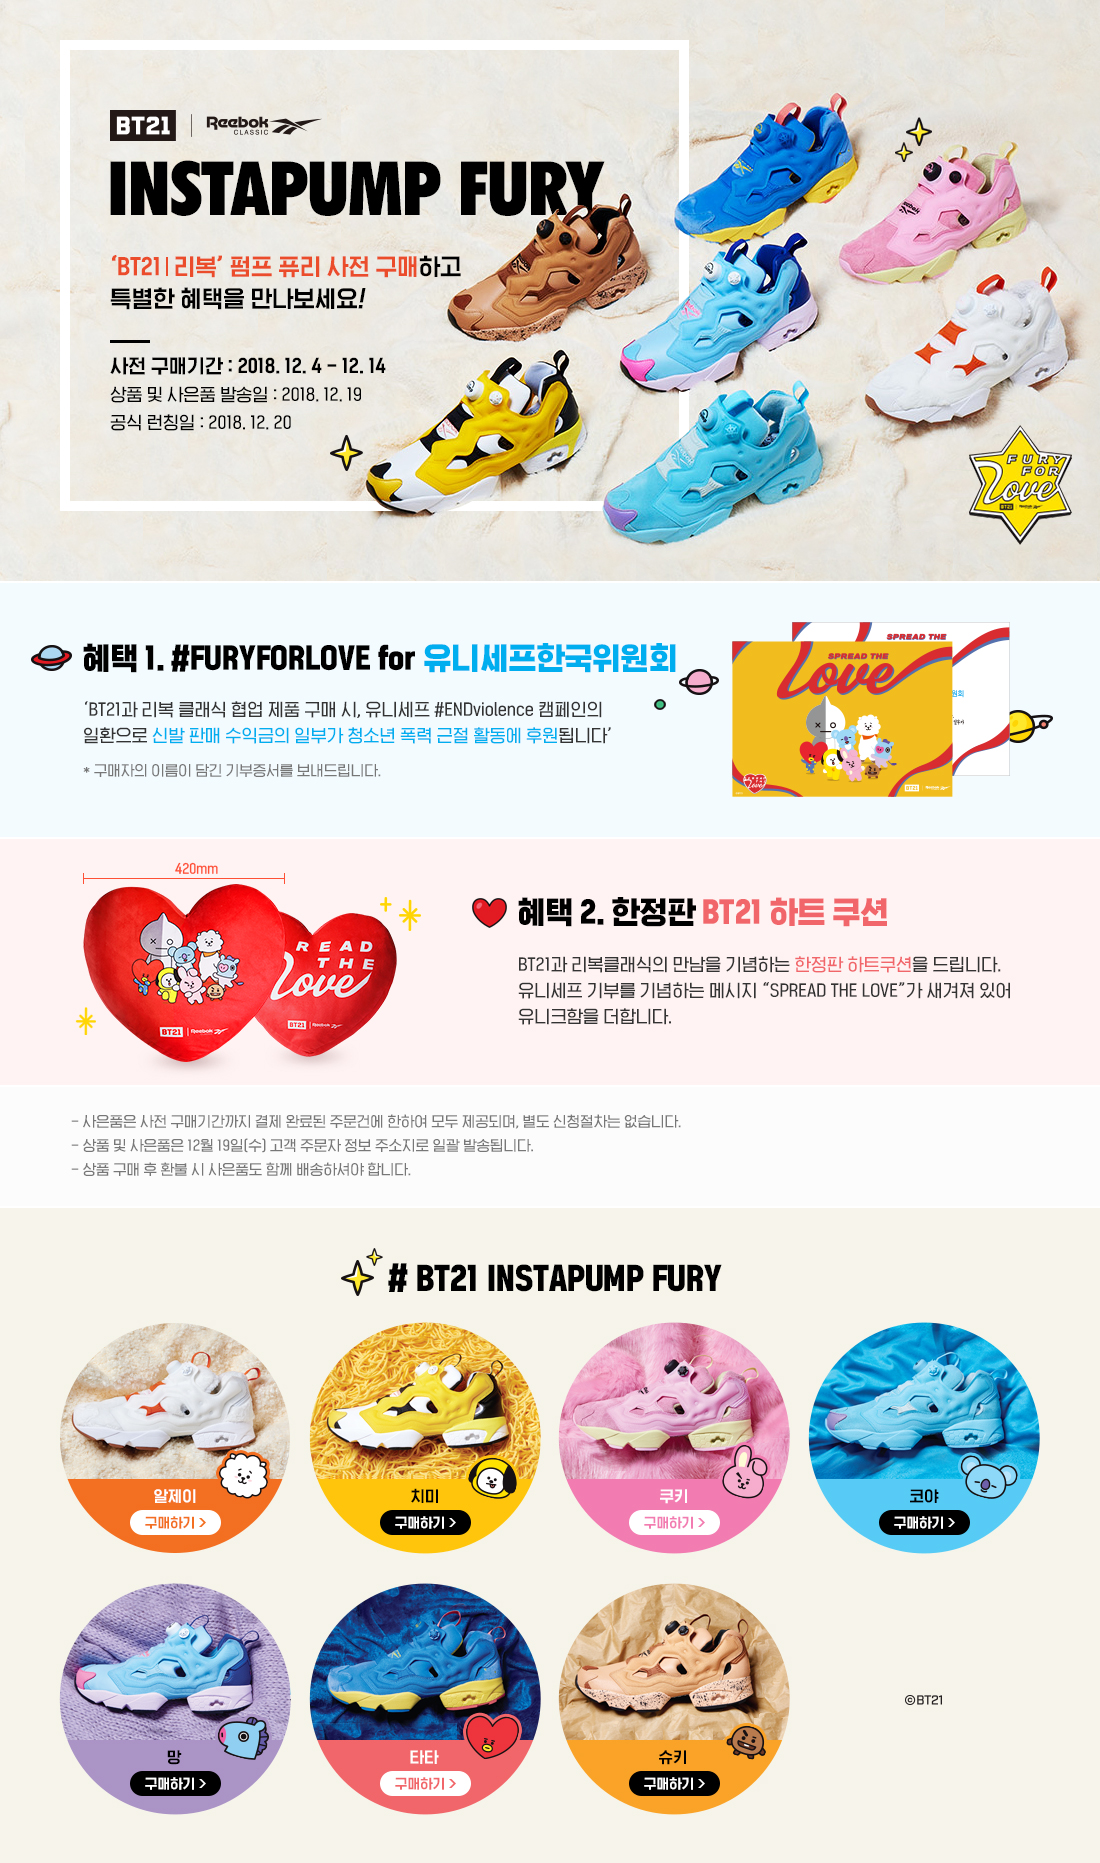 BT21 | Reebok CLASSIC
INSTAPUMP FURY
‘BT21 | 리복’ 펌프 퓨리 사전 구매하고
특별한 혜택을 만나보세요!
사전 구매기간 : 2018. 12. 4 – 12. 14
상품 및 사은품 발송일 : 2018. 12. 19
공식 런칭일 : 2018. 12. 20
FURY
FOR
Love
혜택 1. #FURYFORLOVE for 유니세프한국위원회
‘BT21과 리복 클래식 협업 제품 구매 시, 유니세프 #ENDviolence 캠페인의
일환으로 신발 판매 수익금의 일부가 청소년 폭력 근절 활동에 후원됩니다’
* 구매자의 이름이 담긴 기부증서를 보내드립니다.
SPREAD THE
SPREAD THE
Love
420mm
READ
THE
Love
BT21 | Reebok
BT21 | Reebok
혜택 2. 한정판 BT21 하트 쿠션
BT21과 리복클래식의 만남을 기념하는 한정판 하트쿠션을 드립니다.
유니세프 기부를 기념하는 메시지 “SPREAD THE LOVE”가 새겨져 있어
유니크함을 더합니다.
– 사은품은 사전 구매기간까지 결제 완료된 주문건에 한하여 모두 제공되며, 별도 신청절차는 없습니다.
– 상품 및 사은품은 12월 19일(수) 고객 주문자 정보 주소지로 일괄 발송됩니다.
– 상품 구매 후 환불 시 사은품도 함께 배송하셔야 합니다.
# BT21 INSTAPUMP FURY
알제이
구매하기 >
치미
구매하기 >
쿠키
구매하기 >
코야
구매하기 >
망
구매하기 >
타타
구매하기 >
슈키
구매하기 >
©BT21